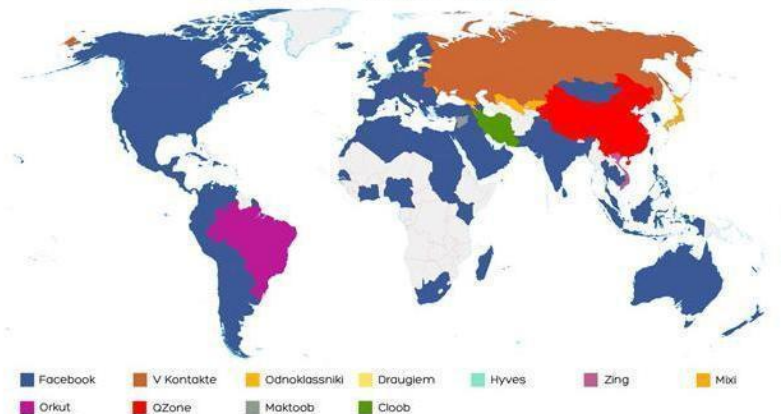 Facebook V Kontakte Odnoklassniki Draugiem Hyves Zing Mixi
Orkut QZone Maktoob Cloob